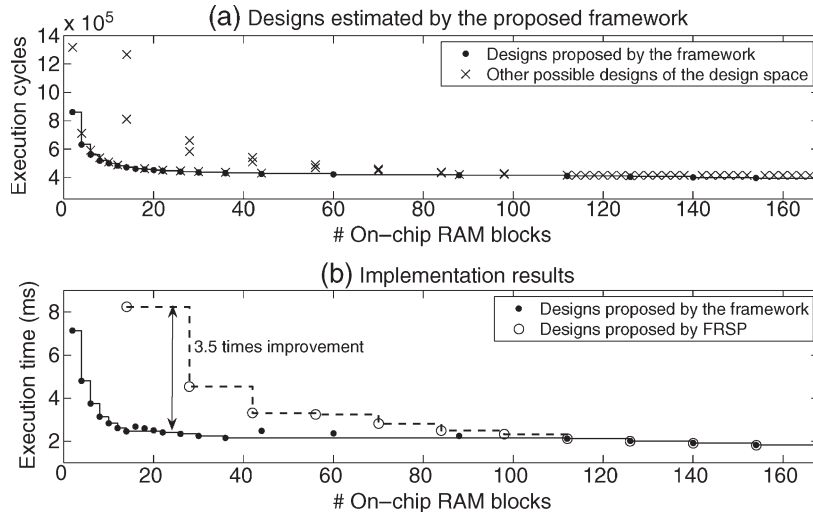 (a) Designs estimated by the proposed framework
× 10⁵
14
12
10
8
6
4
Execution cycles
• Designs proposed by the framework
× Other possible designs of the design space
0 20 40 60 80 100 120 140 160
# On–chip RAM blocks
(b) Implementation results
8
6
4
2
Execution time (ms)
• Designs proposed by the framework
○ Designs proposed by FRSP
3.5 times improvement
0 20 40 60 80 100 120 140 160
# On–chip RAM blocks